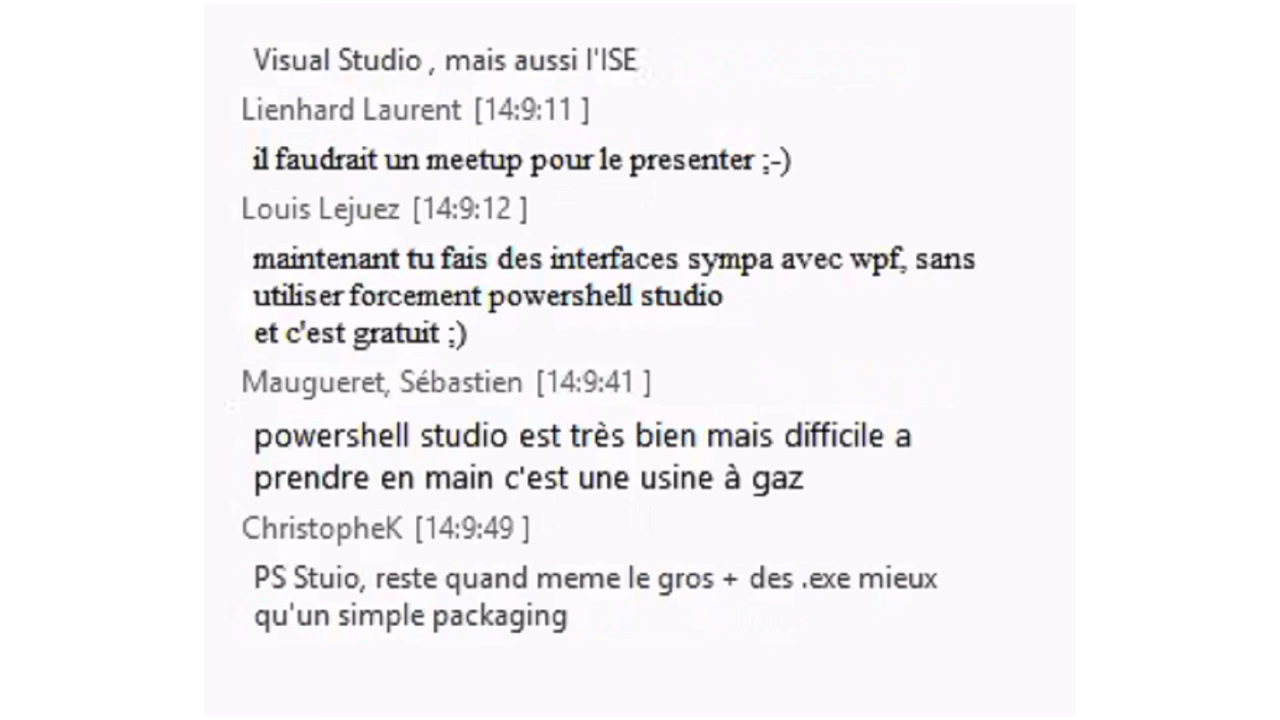 Visual Studio , mais aussi l'ISE
Lienhard Laurent [14:9:11 ]
il faudrait un meetup pour le presenter ;-)
Louis Lejuez [14:9:12 ]
maintenant tu fais des interfaces sympa avec wpf, sans
utiliser forcement powershell studio
et c'est gratuit ;)
Maugueret, Sébastien [14:9:41 ]
powershell studio est très bien mais difficile a
prendre en main c'est une usine à gaz
ChristopheK [14:9:49 ]
PS Stuio, reste quand meme le gros + des .exe mieux
qu'un simple packaging